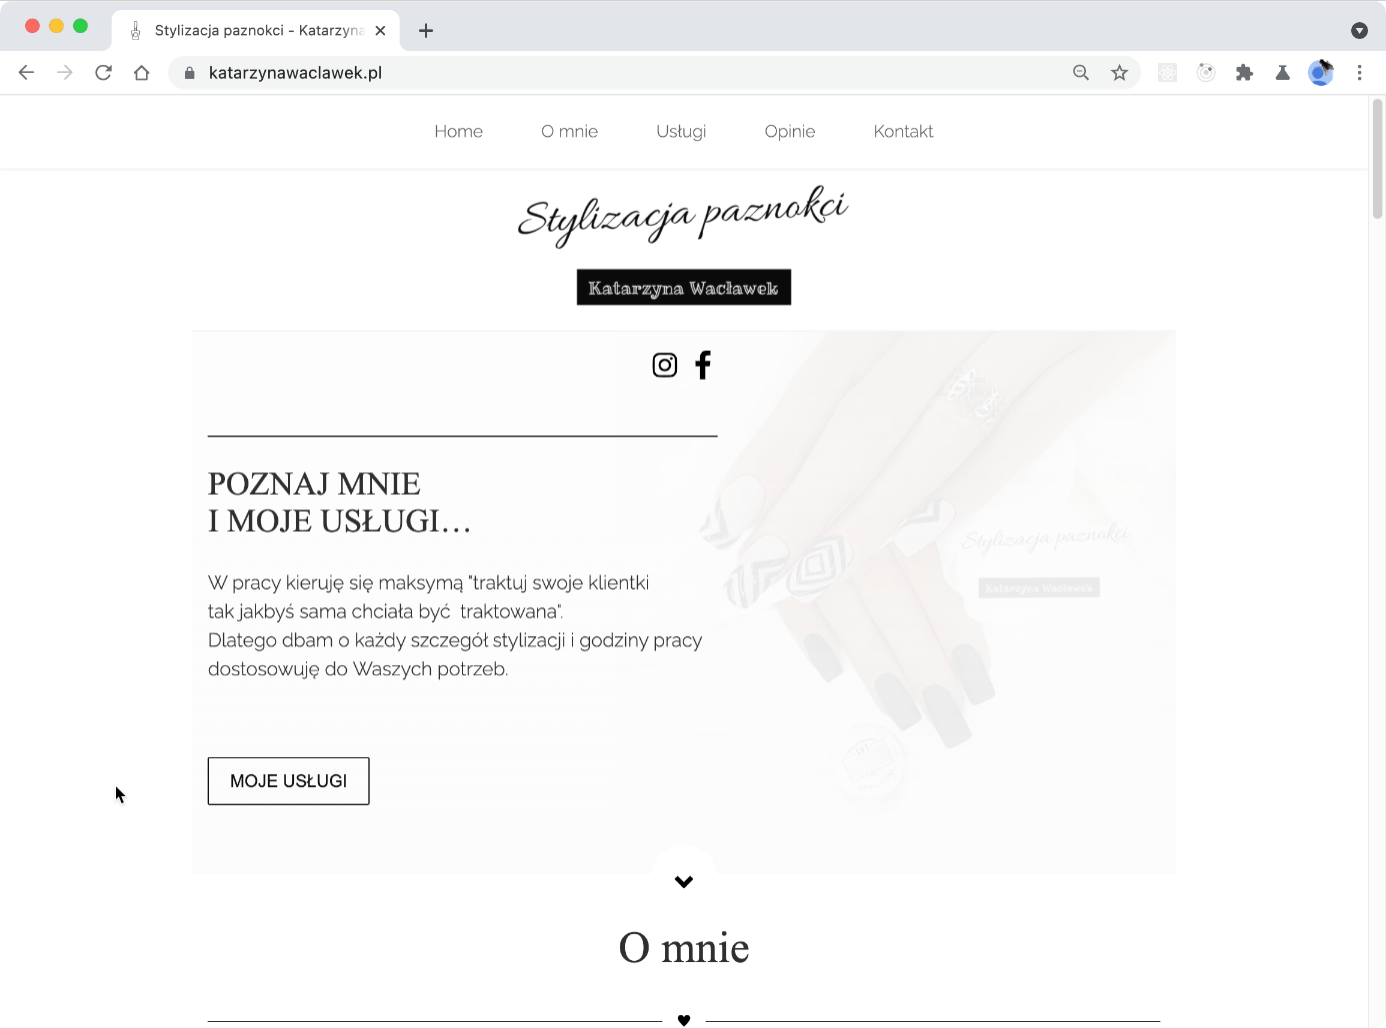 Stylizacja paznokci - Katarzyna
katarzynawaclawek.pl
Home O mnie Usługi Opinie Kontakt
Stylizacja paznokci
Katarzyna Wacławek
POZNAJ MNIE
I MOJE USŁUGI...
W pracy kieruję się maksymą "traktuj swoje klientki
tak jakbyś sama chciała być traktowana".
Dlatego dbam o każdy szczegół stylizacji i godziny pracy
dostosowuję do Waszych potrzeb.
Stylizacja paznokci
Katarzyna Wacławek
MOJE USŁUGI
O mnie